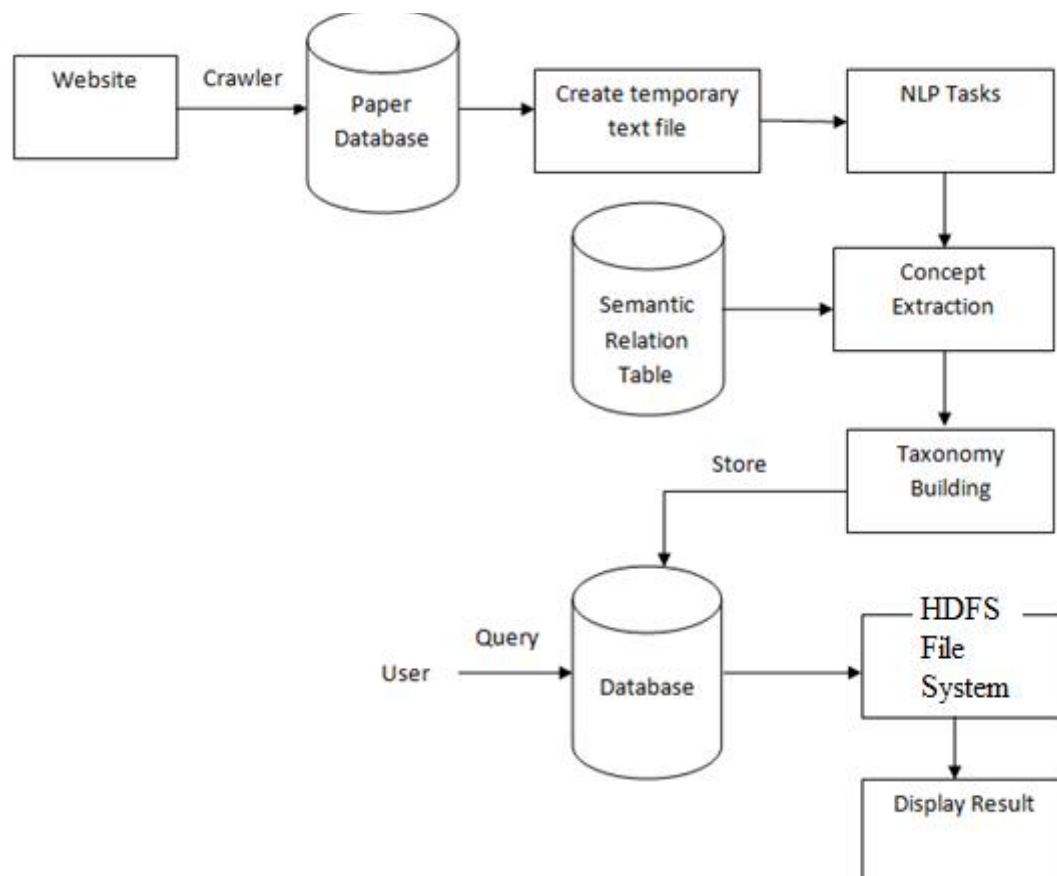 Website
Crawler
Paper
Database
Create temporary
text file
NLP Tasks
Semantic
Relation
Table
Concept
Extraction
Store
Taxonomy
Building
User
Query
Database
HDFS
File
System
Display Result